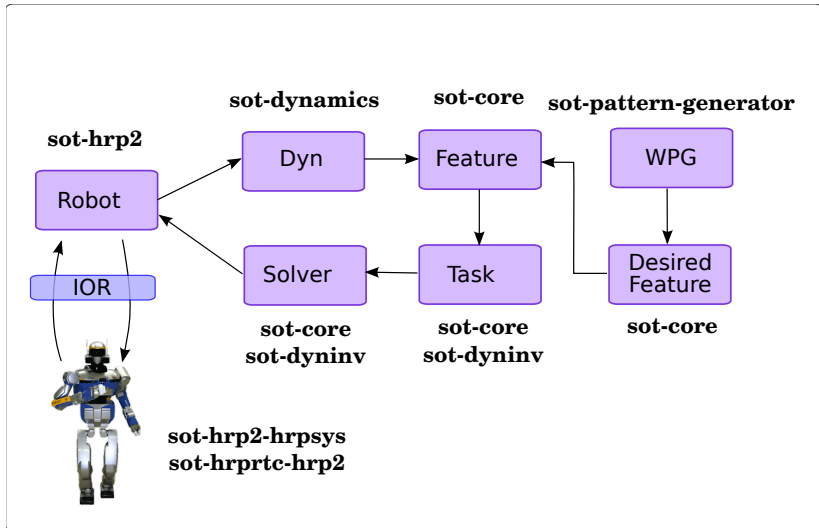 sot-dynamics
sot-core
sot-pattern-generator
sot-hrp2
Dyn
Feature
WPG
Robot
Solver
Task
Desired
Feature
IOR
sot-core
sot-dyninv
sot-core
sot-dyninv
sot-core
sot-hrp2-hrpsys
sot-hrprtc-hrp2